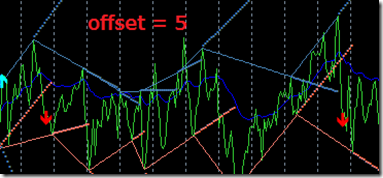 offset = 5